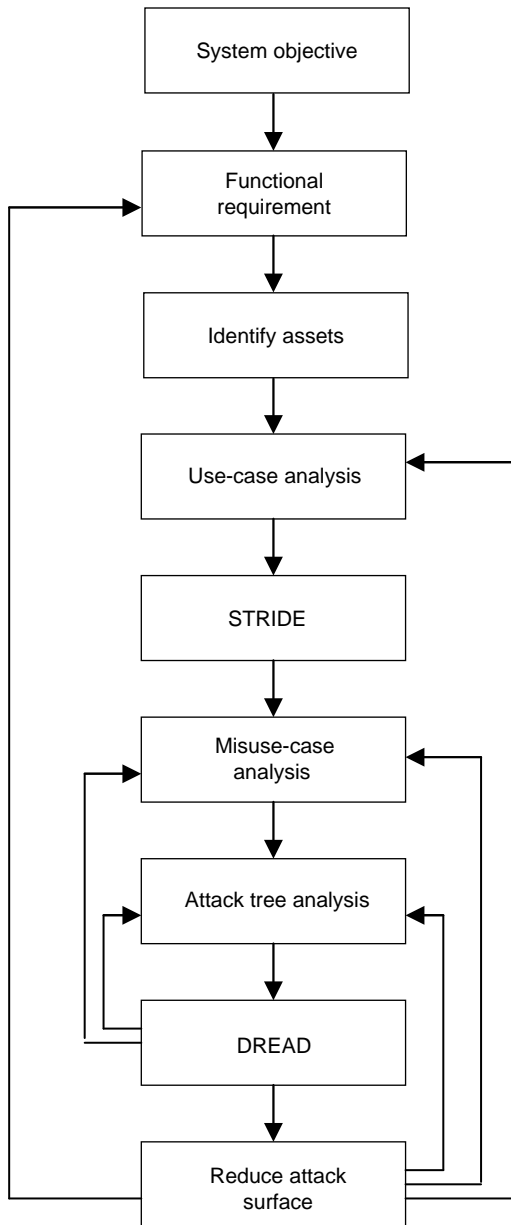 System objective
Functional
requirement
Identify assets
Use-case analysis
STRIDE
Misuse-case
analysis
Attack tree analysis
DREAD
Reduce attack
surface